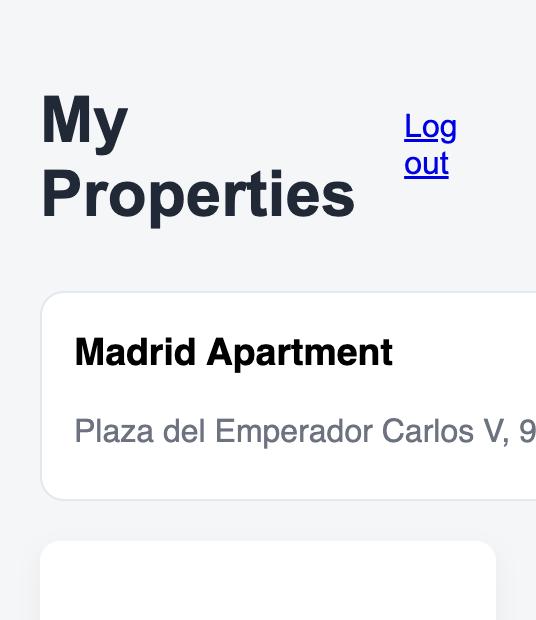 My
Properties
Log
out
Madrid Apartment
Plaza del Emperador Carlos V, 9